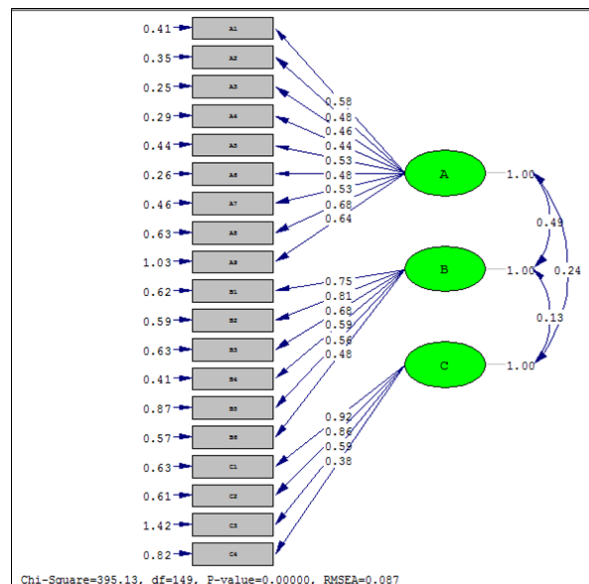 0.41 A1
0.35 A2
0.25 A3
0.29 A4
0.44 A5
0.26 A6
0.46 A7
0.63 A8
1.03 A9
0.62 B1
0.59 B2
0.63 B3
0.41 B4
0.87 B5
0.57 B6
0.63 C1
0.61 C2
1.42 C3
0.82 C4
0.58
0.48
0.46
0.44
0.53
0.48
0.53
0.68
0.64
0.75
0.81
0.68
0.59
0.56
0.48
0.92
0.86
0.59
0.38
A 1.00
B 1.00
C 1.00
0.49
0.24
0.13
Chi-Square=395.13, df=149, P-value=0.00000, RMSEA=0.087